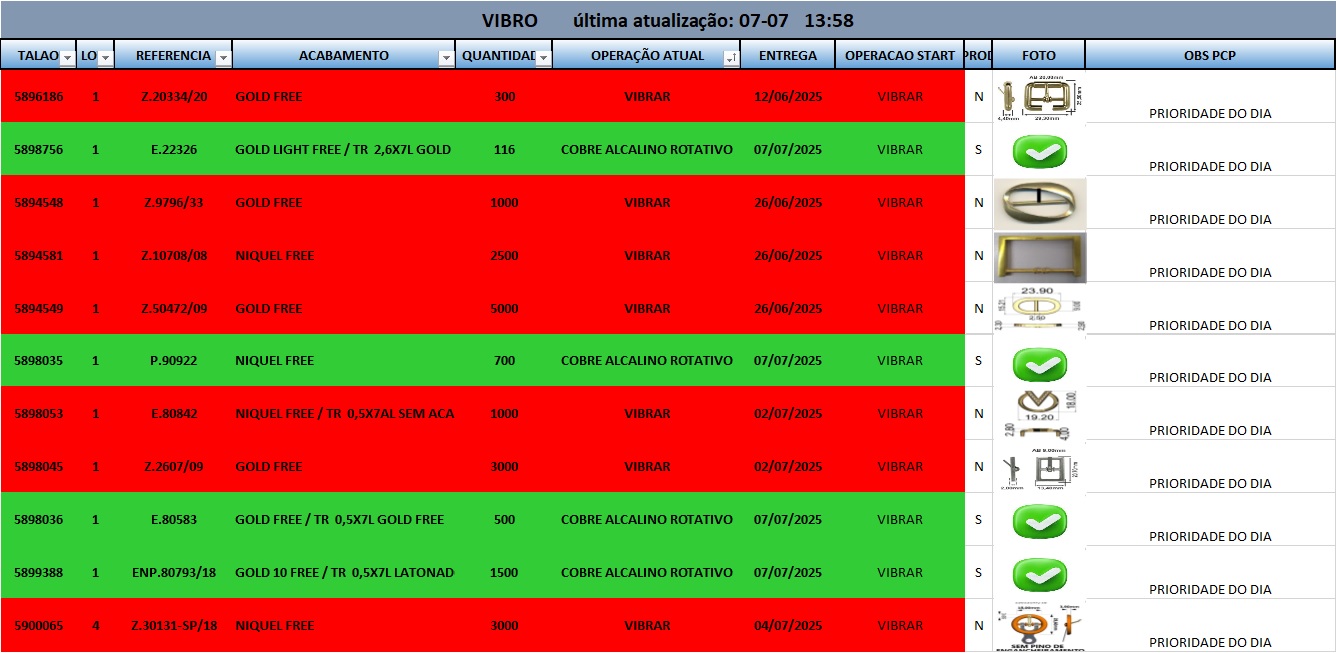 VIBRO última atualização: 07-07 13:58
TALAO LO REFERENCIA ACABAMENTO QUANTIDAD OPERAÇÃO ATUAL ENTREGA OPERACAO START PROD FOTO OBS PCP
5896186 1 Z.20334/20 GOLD FREE 300 VIBRAR 12/06/2025 VIBRAR N PRIORIDADE DO DIA
5898756 1 E.22326 GOLD LIGHT FREE / TR 2,6X7L GOLD 116 COBRE ALCALINO ROTATIVO 07/07/2025 VIBRAR S PRIORIDADE DO DIA
5894548 1 Z.9796/33 GOLD FREE 1000 VIBRAR 26/06/2025 VIBRAR N PRIORIDADE DO DIA
5894581 1 Z.10708/08 NIQUEL FREE 2500 VIBRAR 26/06/2025 VIBRAR N PRIORIDADE DO DIA
5894549 1 Z.50472/09 GOLD FREE 5000 VIBRAR 26/06/2025 VIBRAR N 23.90 2.50 PRIORIDADE DO DIA
5898035 1 P.90922 NIQUEL FREE 700 COBRE ALCALINO ROTATIVO 07/07/2025 VIBRAR S PRIORIDADE DO DIA
5898053 1 E.80842 NIQUEL FREE / TR 0,5X7AL SEM ACA 1000 VIBRAR 02/07/2025 VIBRAR N 18.00 19.20 2.80 4.00 PRIORIDADE DO DIA
5898045 1 Z.2607/09 GOLD FREE 3000 VIBRAR 02/07/2025 VIBRAR N PRIORIDADE DO DIA
5898036 1 E.80583 GOLD FREE / TR 0,5X7L GOLD FREE 500 COBRE ALCALINO ROTATIVO 07/07/2025 VIBRAR S PRIORIDADE DO DIA
5899388 1 ENP.80793/18 GOLD 10 FREE / TR 0,5X7L LATONAD 1500 COBRE ALCALINO ROTATIVO 07/07/2025 VIBRAR S PRIORIDADE DO DIA
5900065 4 Z.30131-SP/18 NIQUEL FREE 3000 VIBRAR 04/07/2025 VIBRAR N SEM PINO DE ENGANCHEIRAMENTO PRIORIDADE DO DIA